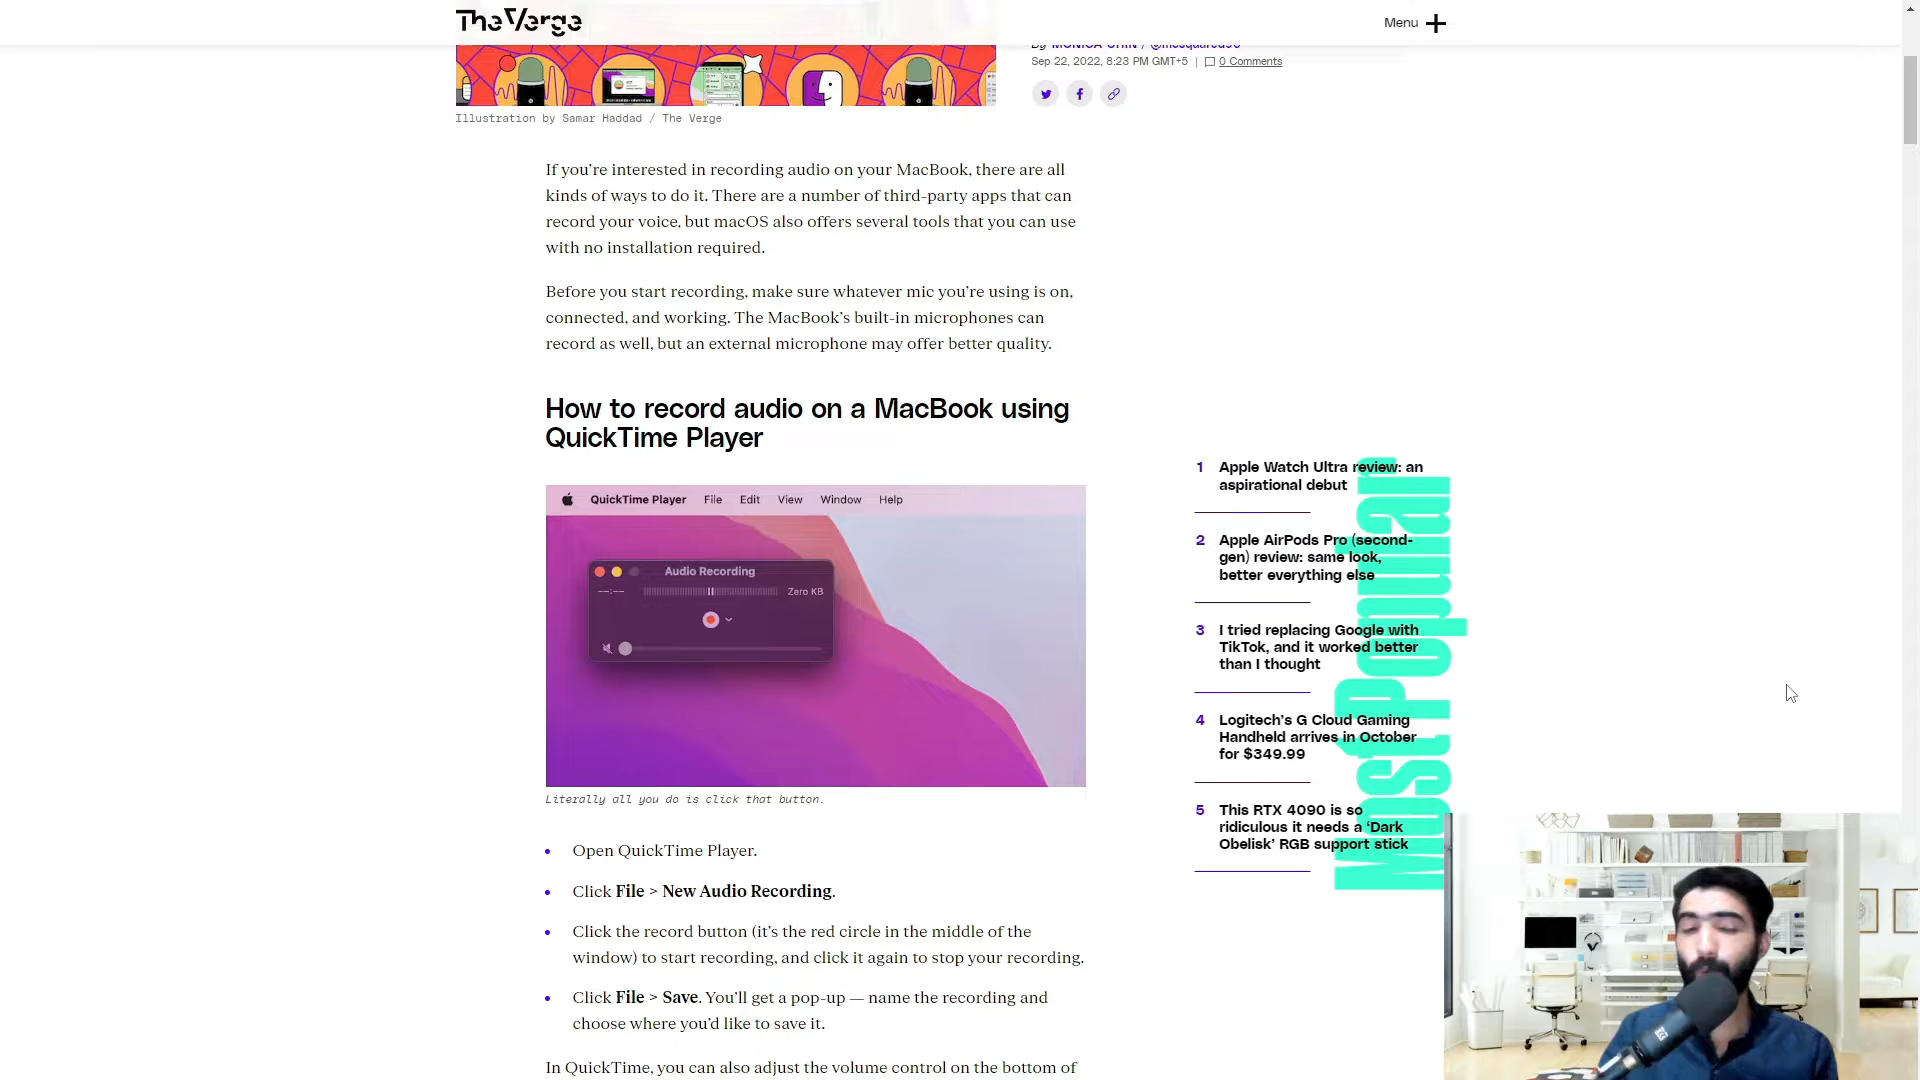 The Verge
Menu
By MONICA CHIN / @mcsquared96
Sep 22, 2022, 8:23 PM GMT+5 | 0 Comments
Illustration by Samar Haddad / The Verge
If you’re interested in recording audio on your MacBook, there are all
kinds of ways to do it. There are a number of third-party apps that can
record your voice, but macOS also offers several tools that you can use
with no installation required.
Before you start recording, make sure whatever mic you’re using is on,
connected, and working. The MacBook’s built-in microphones can
record as well, but an external microphone may offer better quality.
How to record audio on a MacBook using
QuickTime Player
QuickTime Player File Edit View Window Help
Audio Recording
--:-- Zero KB
Literally all you do is click that button.
Open QuickTime Player.
Click File > New Audio Recording.
Click the record button (it’s the red circle in the middle of the
window) to start recording, and click it again to stop your recording.
Click File > Save. You’ll get a pop-up — name the recording and
choose where you’d like to save it.
In QuickTime, you can also adjust the volume control on the bottom of
Most Popular
1 Apple Watch Ultra review: an
aspirational debut
2 Apple AirPods Pro (second-
gen) review: same look,
better everything else
3 I tried replacing Google with
TikTok, and it worked better
than I thought
4 Logitech’s G Cloud Gaming
Handheld arrives in October
for $349.99
5 This RTX 4090 is so
ridiculous it needs a ‘Dark
Obelisk’ RGB support stick